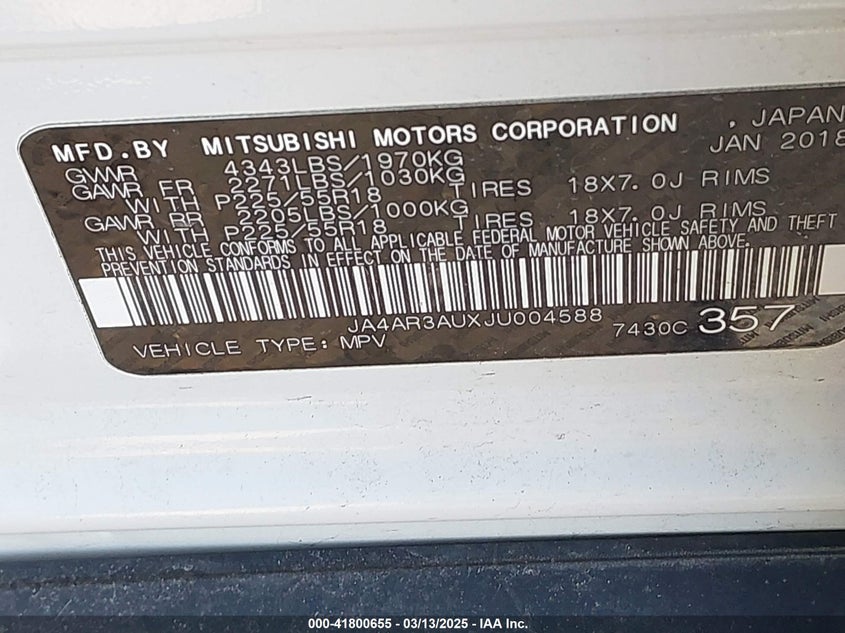 MFD.BY MITSUBISHI MOTORS CORPORATION , JAPAN
JAN 2018
GVWR 4343LBS/1970KG
GAWR FR 2271LBS/1030KG
WITH P225/55R18 TIRES 18X7.0J RIMS
GAWR RR 2205LBS/1000KG
WITH P225/55R18 TIRES 18X7.0J RIMS
THIS VEHICLE CONFORMS TO ALL APPLICABLE FEDERAL MOTOR VEHICLE SAFETY AND THEFT
PREVENTION STANDARDS IN EFFECT ON THE DATE OF MANUFACTURE SHOWN ABOVE.
JA4AR3AUXJU004588
VEHICLE TYPE: MPV 7430C 357
000-41800655 - 03/13/2025 - IAA Inc.